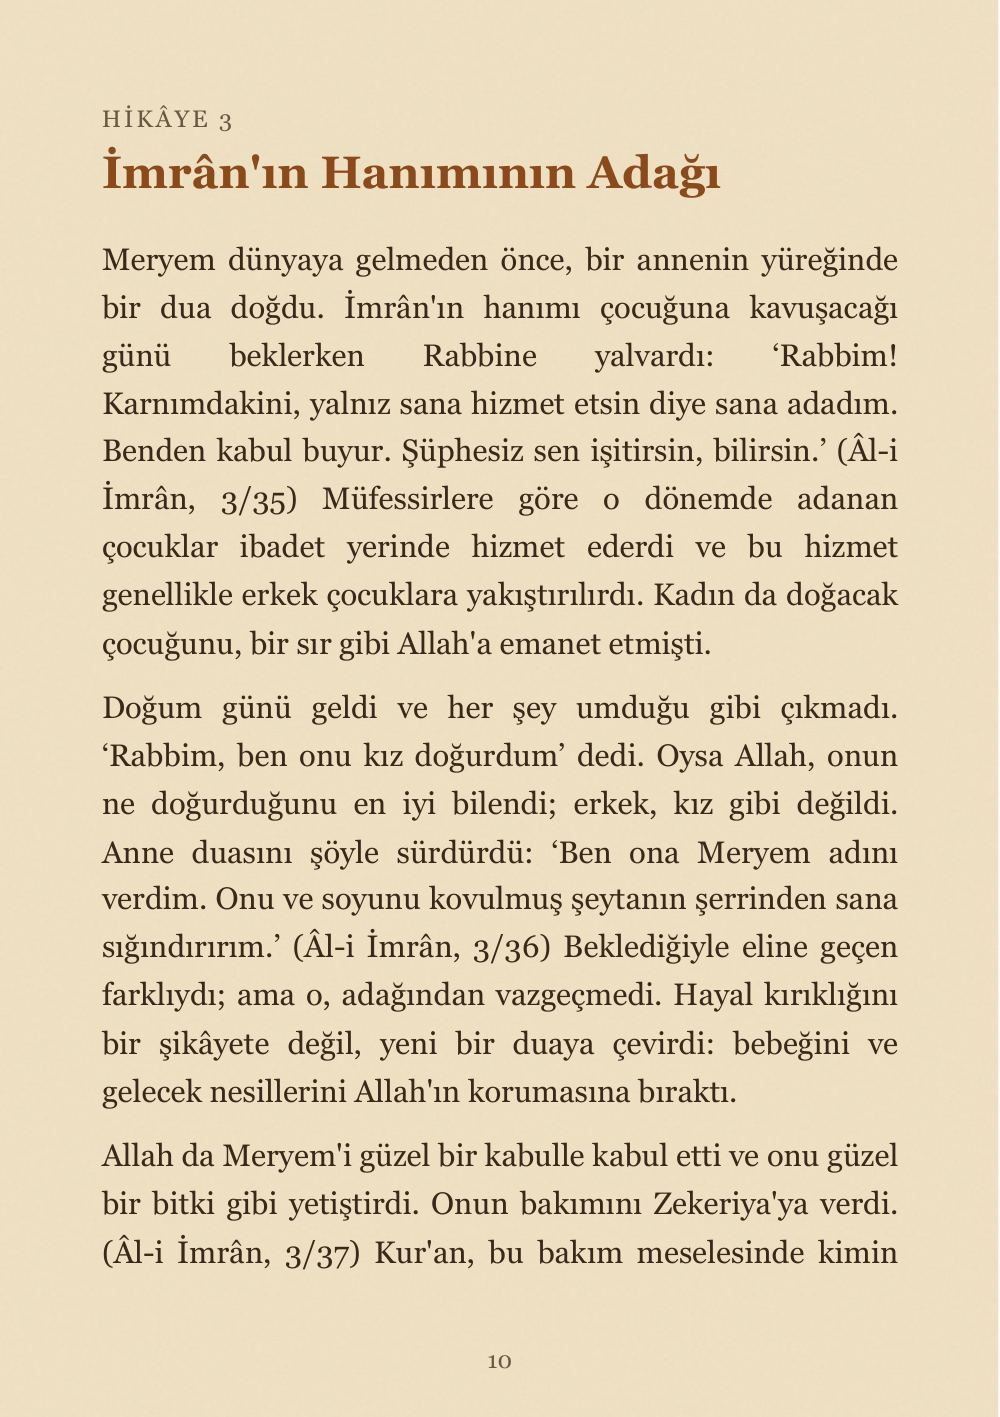 HİKÂYE 3
İmrân'ın Hanımının Adağı
Meryem dünyaya gelmeden önce, bir annenin yüreğinde
bir dua doğdu. İmrân'ın hanımı çocuğuna kavuşacağı
günü beklerken Rabbine yalvardı: ‘Rabbim!
Karnımdakini, yalnız sana hizmet etsin diye sana adadım.
Benden kabul buyur. Şüphesiz sen işitirsin, bilirsin.’ (Âl-i
İmrân, 3/35) Müfessirlere göre o dönemde adanan
çocuklar ibadet yerinde hizmet ederdi ve bu hizmet
genellikle erkek çocuklara yakıştırılırdı. Kadın da doğacak
çocuğunu, bir sır gibi Allah'a emanet etmişti.
Doğum günü geldi ve her şey umduğu gibi çıkmadı.
‘Rabbim, ben onu kız doğurdum’ dedi. Oysa Allah, onun
ne doğurduğunu en iyi bilendi; erkek, kız gibi değildi.
Anne duasını şöyle sürdürdü: ‘Ben ona Meryem adını
verdim. Onu ve soyunu kovulmuş şeytanın şerrinden sana
sığındırırım.’ (Âl-i İmrân, 3/36) Beklediğiyle eline geçen
farklıydı; ama o, adağından vazgeçmedi. Hayal kırıklığını
bir şikâyete değil, yeni bir duaya çevirdi: bebeğini ve
gelecek nesillerini Allah'ın korumasına bıraktı.
Allah da Meryem'i güzel bir kabulle kabul etti ve onu güzel
bir bitki gibi yetiştirdi. Onun bakımını Zekeriya'ya verdi.
(Âl-i İmrân, 3/37) Kur'an, bu bakım meselesinde kimin
10